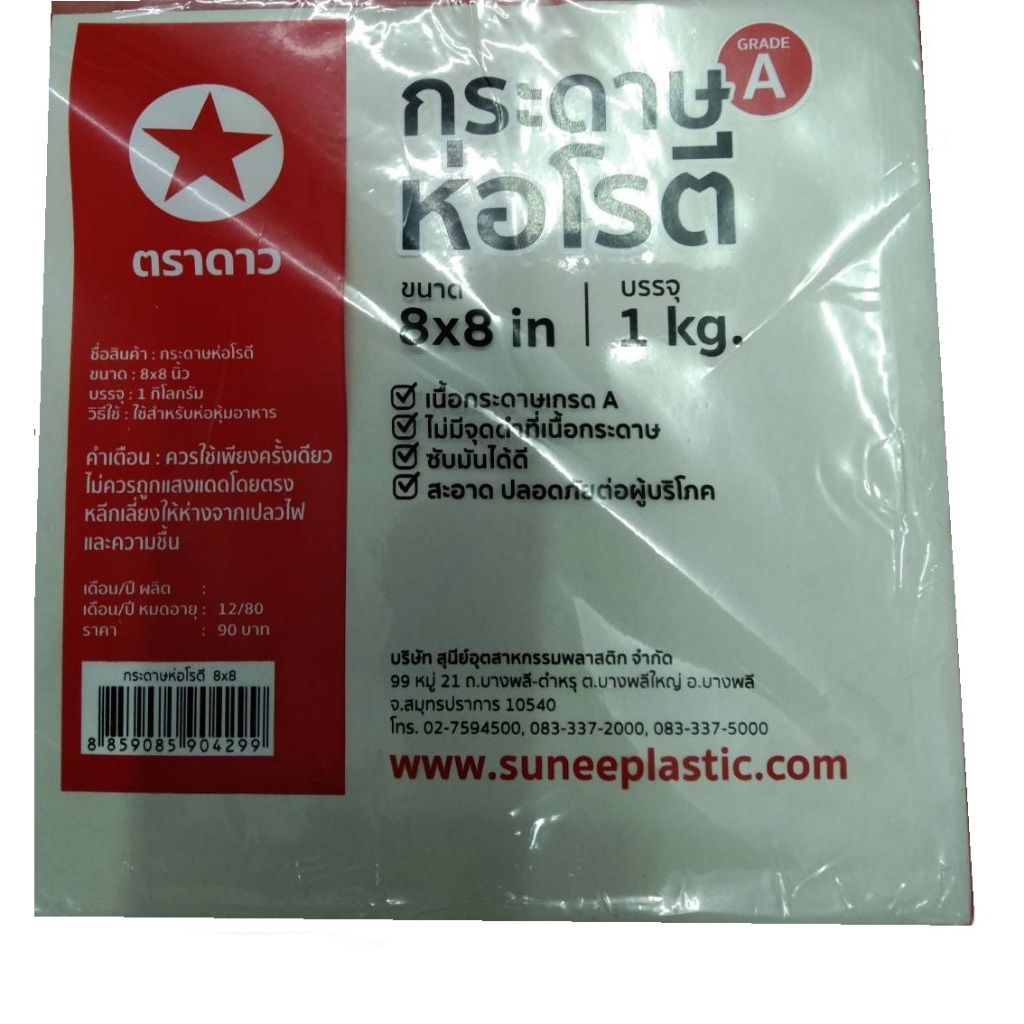 ตราดาว
ชื่อสินค้า : กระดาษห่อโรตี
ขนาด : 8x8 นิ้ว
บรรจุ : 1 กิโลกรัม
วิธีใช้ : ใช้สำหรับห่อหุ้มอาหาร
คำเตือน : ควรใช้เพียงครั้งเดียว
ไม่ควรถูกแสงแดดโดยตรง
หลีกเลี่ยงให้ห่างจากเปลวไฟ
และความชื้น
เดือน/ปี ผลิต :
เดือน/ปี หมดอายุ : 12/80
ราคา : 90 บาท
กระดาษห่อโรตี 8x8
8 859085 904299
GRADE
A
กระดาษ
ห่อโรตี
ขนาด
8x8 in
บรรจุ
1 kg.
เนื้อกระดาษเกรด A
ไม่มีจุดดำที่เนื้อกระดาษ
ซับมันได้ดี
สะอาด ปลอดภัยต่อผู้บริโภค
บริษัท สุนีย์อุตสาหกรรมพลาสติก จำกัด
99 หมู่ 21 ถ.บางพลี-ตำหรุ ต.บางพลีใหญ่ อ.บางพลี
จ.สมุทรปราการ 10540
โทร. 02-7594500, 083-337-2000, 083-337-5000
www.suneeplastic.com